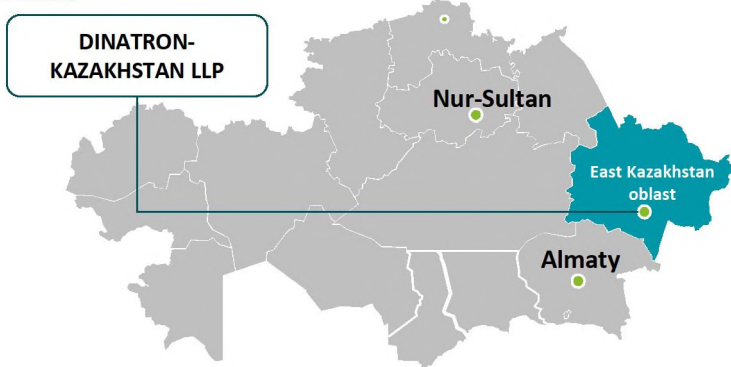 DINATRON-
KAZAKHSTAN LLP
Nur-Sultan
East Kazakhstan
oblast
Almaty